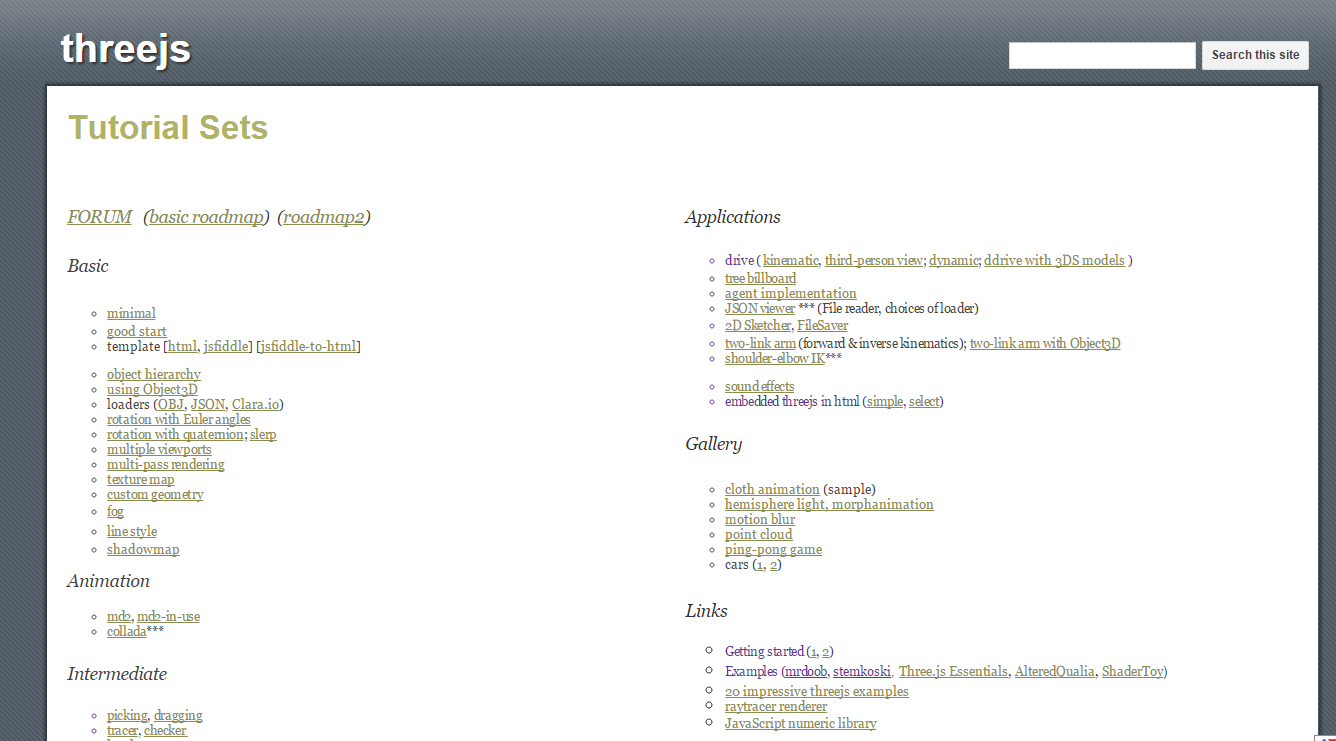 threejs
Search this site
Tutorial Sets
FORUM (basic roadmap) (roadmap2)
Basic
minimal
good start
template [html, jsfiddle] [jsfiddle-to-html]
object hierarchy
using Object3D
loaders (OBJ, JSON, Clara.io)
rotation with Euler angles
rotation with quaternion; slerp
multiple viewports
multi-pass rendering
texture map
custom geometry
fog
line style
shadowmap
Animation
md2, md2-in-use
collada***
Intermediate
picking, dragging
tracer, checker
Applications
drive ( kinematic, third-person view; dynamic; ddrive with 3DS models )
tree billboard
agent implementation
JSON viewer *** (File reader, choices of loader)
2D Sketcher, FileSaver
two-link arm (forward & inverse kinematics); two-link arm with Object3D
shoulder-elbow IK***
sound effects
embedded threejs in html (simple, select)
Gallery
cloth animation (sample)
hemisphere light, morphanimation
motion blur
point cloud
ping-pong game
cars (1, 2)
Links
Getting started (1, 2)
Examples (mrdoob, stemkoski, Three.js Essentials, AlteredQualia, ShaderToy)
20 impressive threejs examples
raytracer renderer
JavaScript numeric library